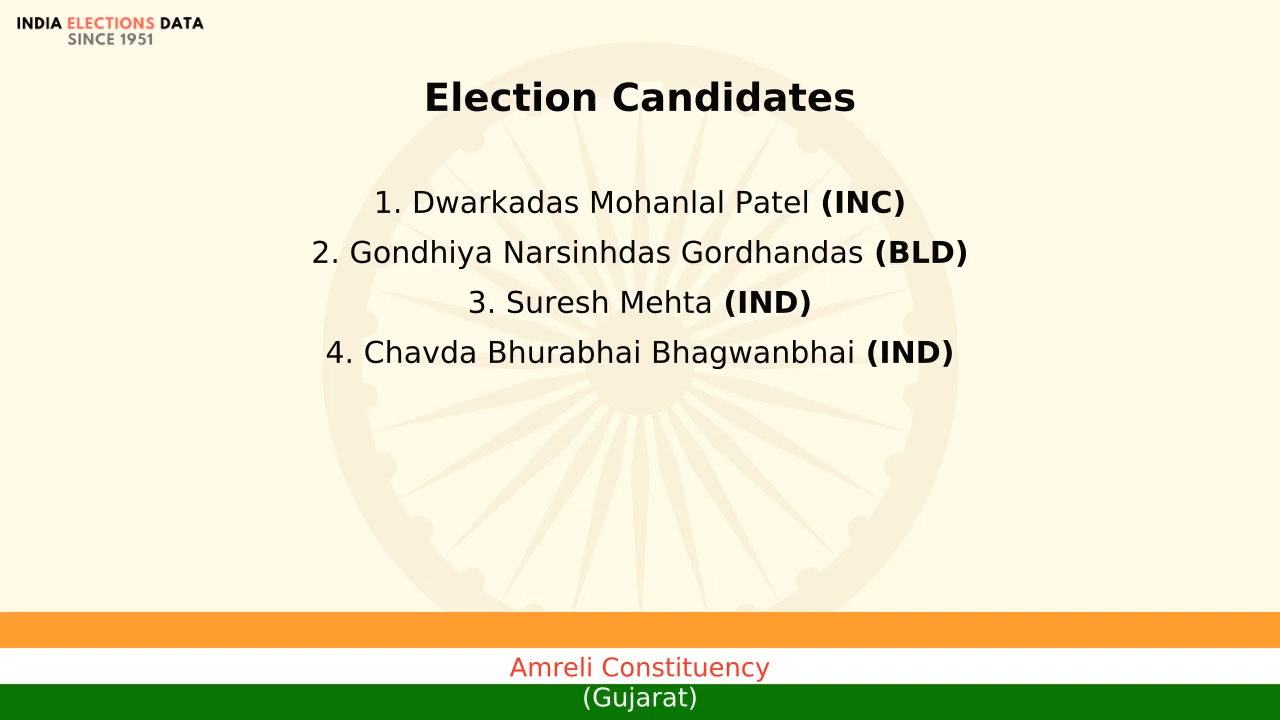 INDIA ELECTIONS DATA
SINCE 1951
Election Candidates
1. Dwarkadas Mohanlal Patel (INC)
2. Gondhiya Narsinhdas Gordhandas (BLD)
3. Suresh Mehta (IND)
4. Chavda Bhurabhai Bhagwanbhai (IND)
Amreli Constituency
(Gujarat)